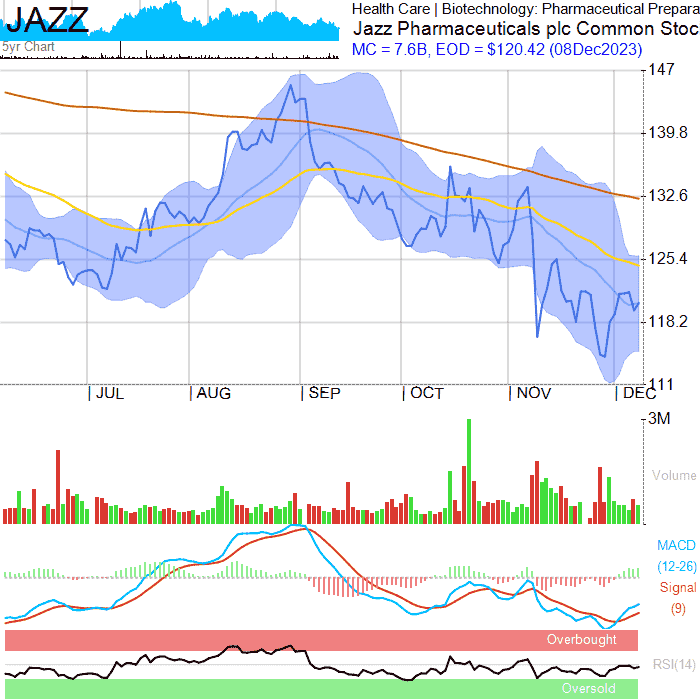 JAZZ
5yr Chart
Health Care | Biotechnology: Pharmaceutical Prepara
Jazz Pharmaceuticals plc Common Stoc
MC = 7.6B, EOD = $120.42 (08Dec2023)
147
139.8
132.6
125.4
118.2
111
JUL
AUG
SEP
OCT
NOV
DEC
3M
Volume
MACD
(12-26)
Signal
(9)
Overbought
RSI(14)
Oversold